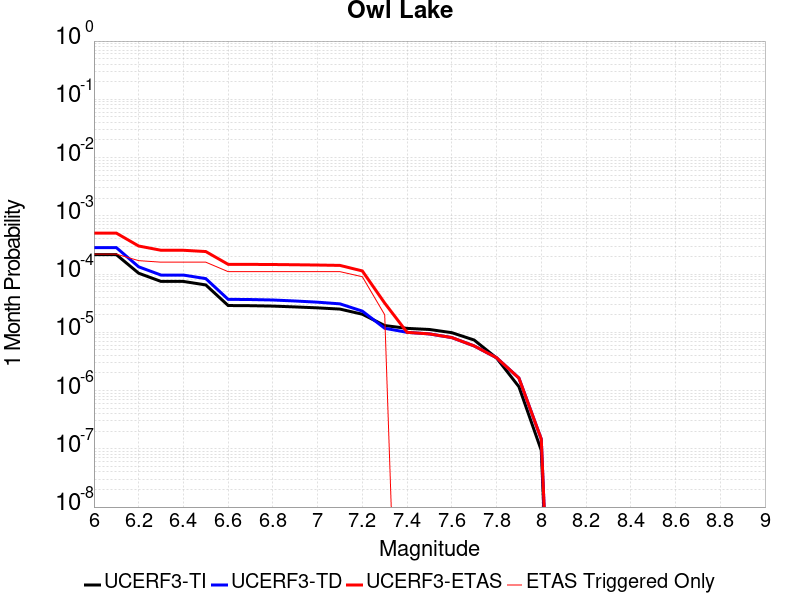 Owl Lake
1 Month Probability
10^0
10^-1
10^-2
10^-3
10^-4
10^-5
10^-6
10^-7
10^-8
6 6.2 6.4 6.6 6.8 7 7.2 7.4 7.6 7.8 8 8.2 8.4 8.6 8.8 9
Magnitude
UCERF3-TI UCERF3-TD UCERF3-ETAS ETAS Triggered Only